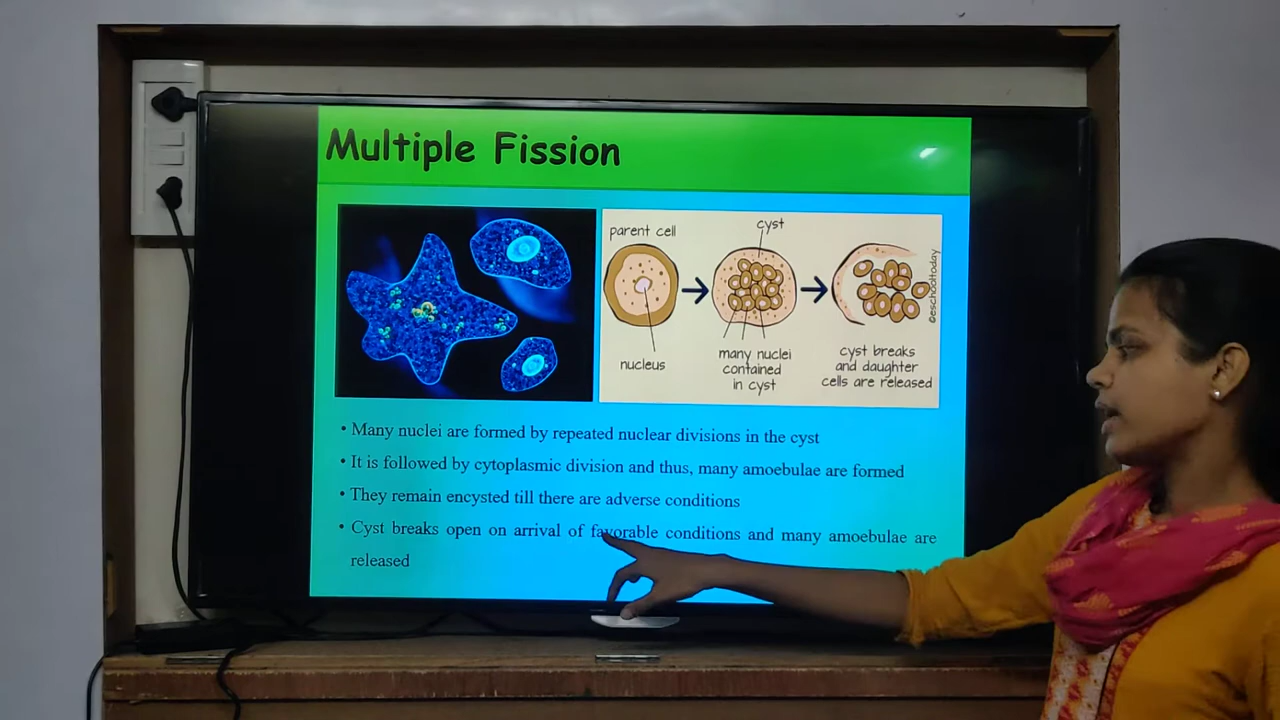 Multiple Fission
parent cell
cyst
nucleus
many nuclei
contained
in cyst
cyst breaks
and daughter
cells are released
©eschooltoday
• Many nuclei are formed by repeated nuclear divisions in the cyst
• It is followed by cytoplasmic division and thus, many amoebulae are formed
• They remain encysted till there are adverse conditions
• Cyst breaks open on arrival of favorable conditions and many amoebulae are
released